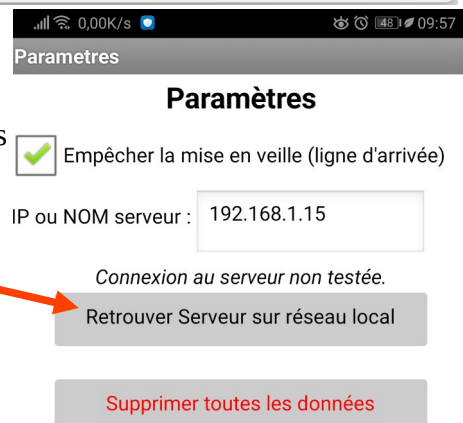 0,00K/s 48 09:57
Parametres
Paramètres
s
Empêcher la mise en veille (ligne d'arrivée)
IP ou NOM serveur : 192.168.1.15
Connexion au serveur non testée.
Retrouver Serveur sur réseau local
Supprimer toutes les données